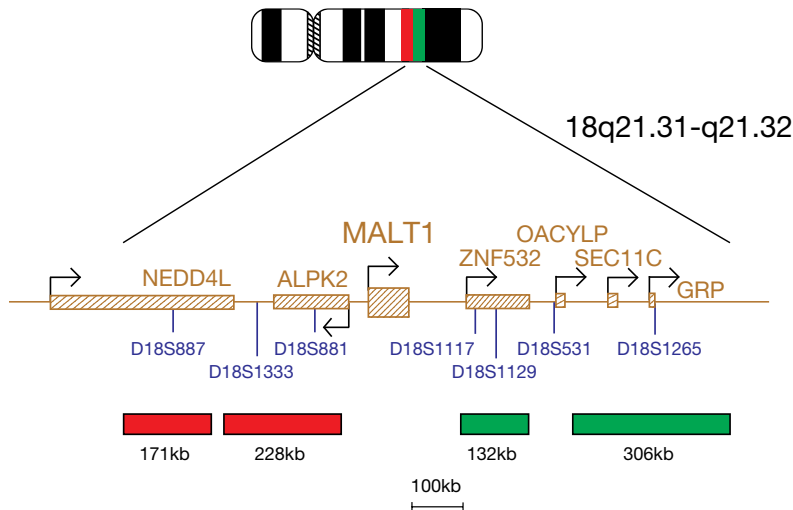 18q21.31-q21.32
MALT1
OACYLP
NEDD4L ALPK2 ZNF532 SEC11C
GRP
D18S887 D18S881 D18S1117 D18S531 D18S1265
D18S1333 D18S1129
171kb 228kb 132kb 306kb
100kb